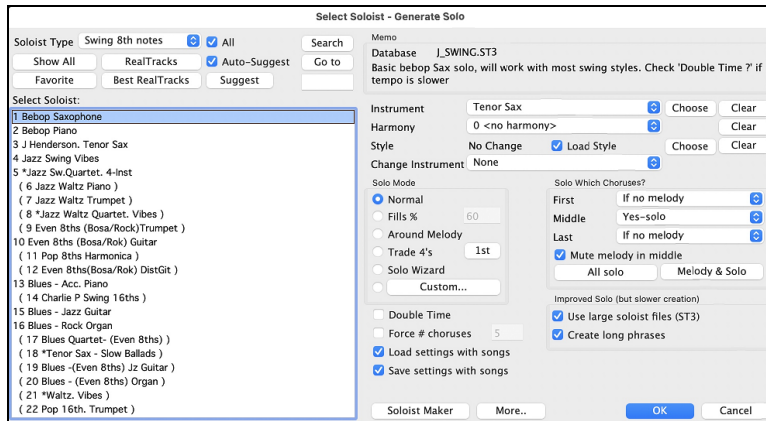 Select Soloist - Generate Solo
Soloist Type Swing 8th notes All Search
Show All RealTracks Auto-Suggest Go to
Favorite Best RealTracks Suggest
Select Soloist:
1 Bebop Saxophone
2 Bebop Piano
3 J Henderson. Tenor Sax
4 Jazz Swing Vibes
5 *Jazz Sw.Quartet. 4-Inst
( 6 Jazz Waltz Piano )
( 7 Jazz Waltz Trumpet )
( 8 *Jazz Waltz Quartet. Vibes )
( 9 Even 8ths (Bosa/Rock)Trumpet )
10 Even 8ths (Bosa/Rok) Guitar
( 11 Pop 8ths Harmonica )
( 12 Even 8ths(Bosa/Rok) DistGit )
13 Blues - Acc. Piano
( 14 Charlie P Swing 16ths )
15 Blues - Jazz Guitar
16 Blues - Rock Organ
( 17 Blues Quartet- (Even 8ths) )
( 18 *Tenor Sax - Slow Ballads )
( 19 Blues -(Even 8ths) Jz Guitar )
( 20 Blues - (Even 8ths) Organ )
( 21 *Waltz. Vibes )
( 22 Pop 16th. Trumpet )
Memo
Database J_SWING.ST3
Basic bebop Sax solo, will work with most swing styles. Check 'Double Time ?' if
tempo is slower
Instrument Tenor Sax Choose Clear
Harmony 0 <no harmony> Clear
Style No Change Load Style Choose Clear
Change Instrument None
Solo Mode
Normal
Fills % 60
Around Melody
Trade 4's 1st
Solo Wizard
Custom...
Double Time
Force # choruses 5
Load settings with songs
Save settings with songs
Solo Which Choruses?
First If no melody
Middle Yes-solo
Last If no melody
Mute melody in middle
All solo Melody & Solo
Improved Solo (but slower creation)
Use large soloist files (ST3)
Create long phrases
Soloist Maker More.. OK Cancel